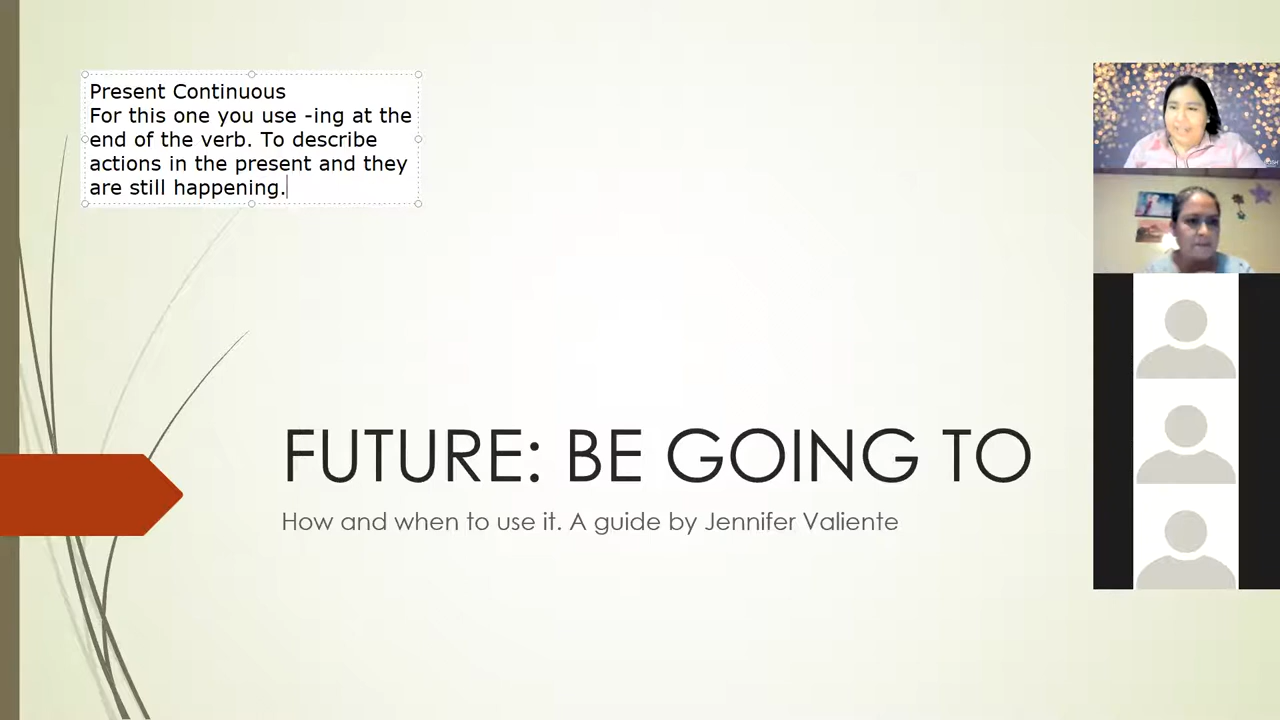 Present Continuous
For this one you use -ing at the
end of the verb. To describe
actions in the present and they
are still happening.
FUTURE: BE GOING TO
How and when to use it. A guide by Jennifer Valiente